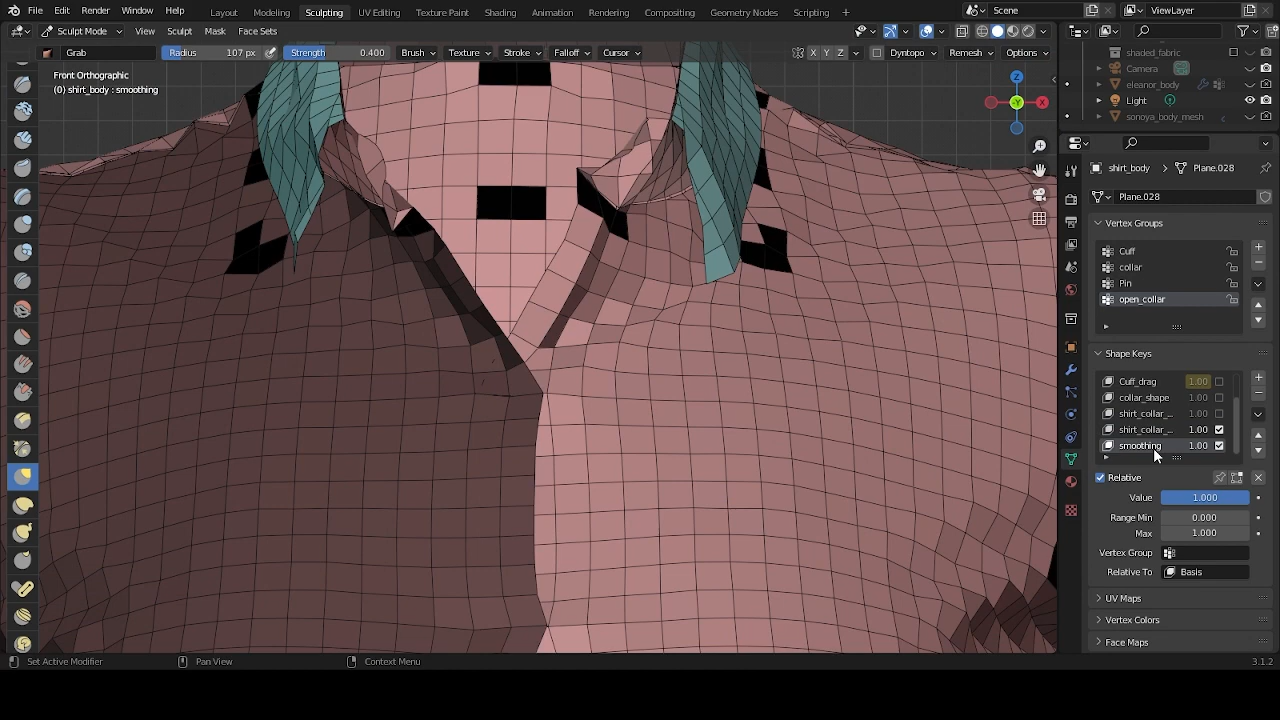 File Edit Render Window Help Layout Modeling Sculpting UV Editing Texture Paint Shading Animation Rendering Compositing Geometry Nodes Scripting + Scene ViewLayer
Sculpt Mode View Sculpt Mask Face Sets
Grab Radius 107 px Strength 0.400 Brush Texture Stroke Falloff Cursor X Y Z Dyntopo Remesh Options
Front Orthographic
(0) shirt_body : smoothing
Z
Y
X
shaded_fabric
Camera
eleanor_body
Light
sonoya_body_mesh
shirt_body Plane.028
Plane.028
Vertex Groups
Cuff
collar
Pin
open_collar
Shape Keys
Cuff_drag 1.00
collar_shape 1.00
shirt_collar_... 1.00
shirt_collar_... 1.00
smoothing 1.00
Relative
Value 1.000
Range Min 0.000
Max 1.000
Vertex Group
Relative To Basis
UV Maps
Vertex Colors
Face Maps
Set Active Modifier Pan View Context Menu 3.1.2